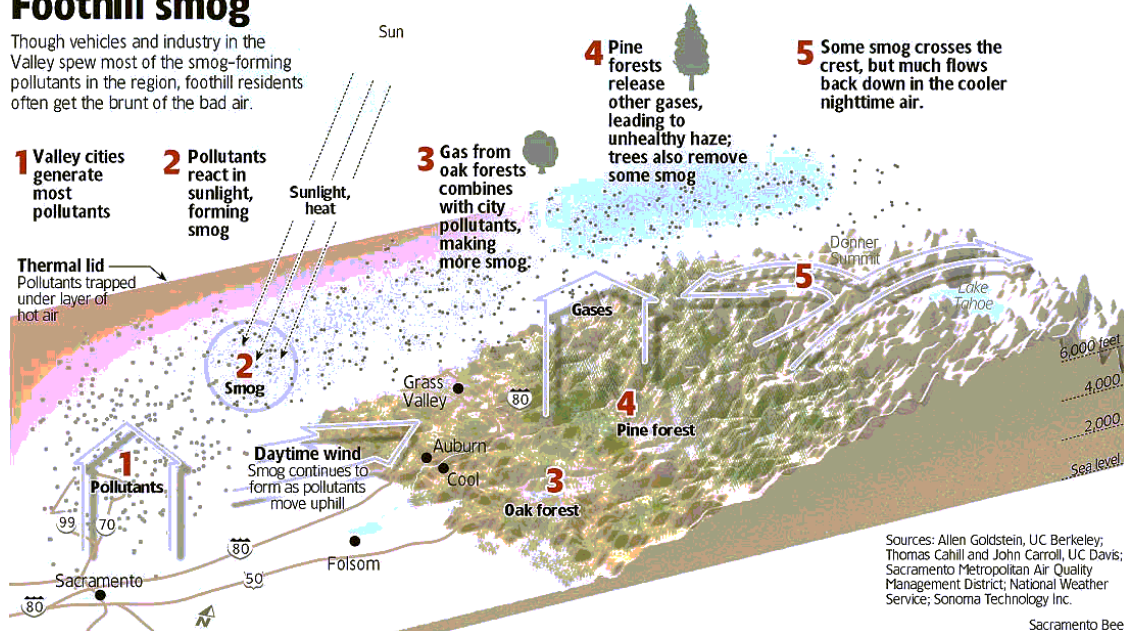 Foothill smog
Though vehicles and industry in the
Valley spew most of the smog-forming
pollutants in the region, foothill residents
often get the brunt of the bad air.
Sun
1 Valley cities
generate
most
pollutants
2 Pollutants
react in
sunlight,
forming
smog
Sunlight,
heat
3 Gas from
oak forests
combines
with city
pollutants,
making
more smog.
4 Pine
forests
release
other gases,
leading to
unhealthy haze;
trees also remove
some smog
5 Some smog crosses the
crest, but much flows
back down in the cooler
nighttime air.
Thermal lid
Pollutants trapped
under layer of
hot air
2
Smog
Gases
Donner
Summit
5
Lake
Tahoe
6,000 feet
4,000
2,000
Sea level
Grass
Valley
80
4
Pine forest
Daytime wind
Smog continues to
form as pollutants
move uphill
Auburn
Cool
3
Oak forest
1
Pollutants
99
70
80
Folsom
50
Sacramento
80
N
Sources: Allen Goldstein, UC Berkeley;
Thomas Cahill and John Carroll, UC Davis;
Sacramento Metropolitan Air Quality
Management District; National Weather
Service; Sonoma Technology Inc.
Sacramento Bee